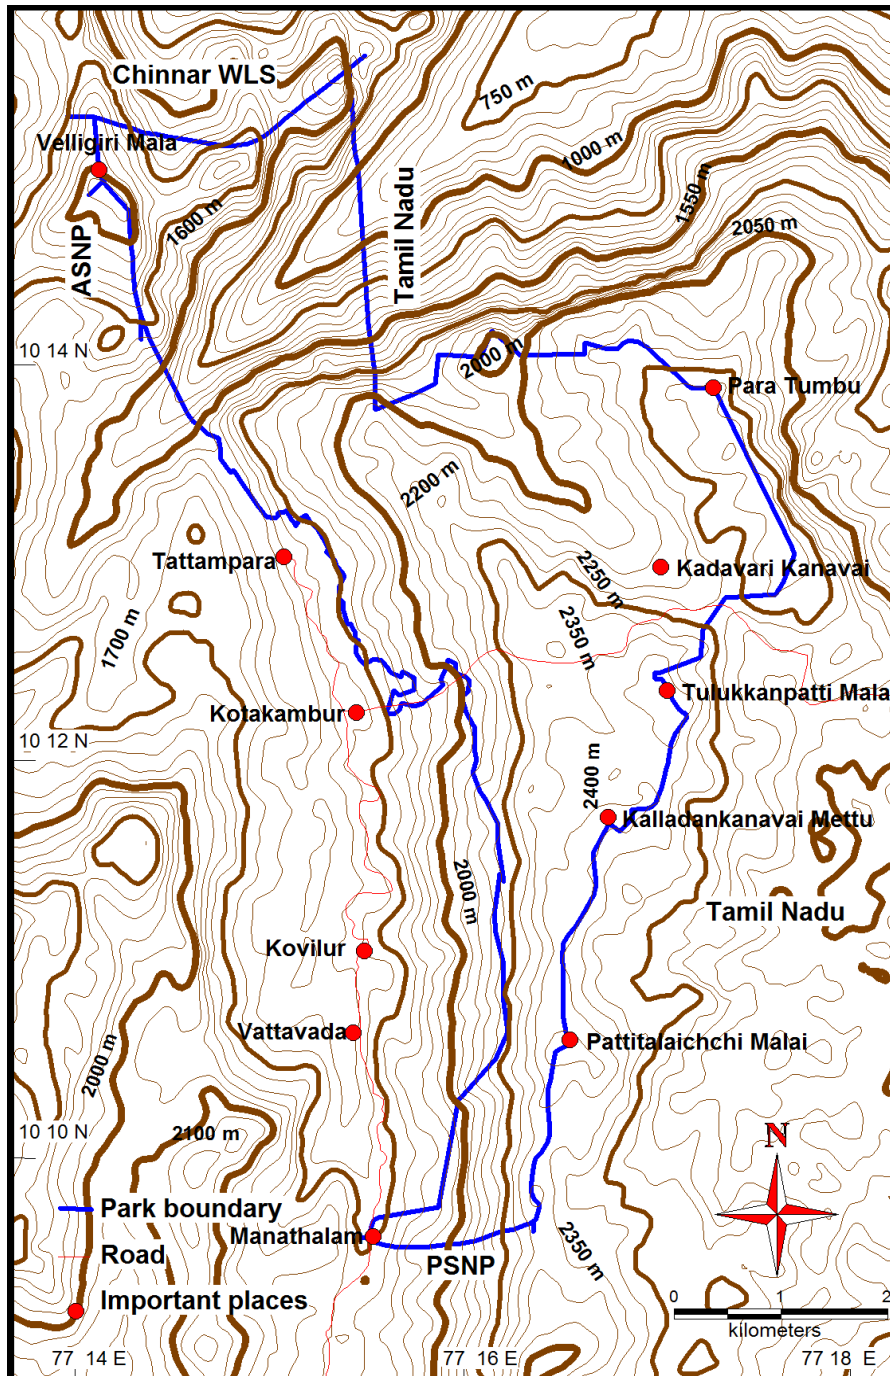 Chinnar WLS
750 m
Velligiri Mala
1000 m
1550 m
Tamil Nadu
1600 m
2050 m
ASNP
10 14 N
2000 m
Para Tumbu
2200 m
Tattampara
2250 m
Kadavari Kanavai
1700 m
2350 m
Tulukkanpatti Malai
Kotakambur
10 12 N
2400 m
Kalladankanavai Mettu
2000 m
Tamil Nadu
Kovilur
Vattavada
Pattitalaichchi Malai
2000 m
10 10 N
2100 m
N
Park boundary
Manathalam
2350 m
Road
PSNP
Important places
0 1 2
kilometers
77 14 E
77 16 E
77 18 E